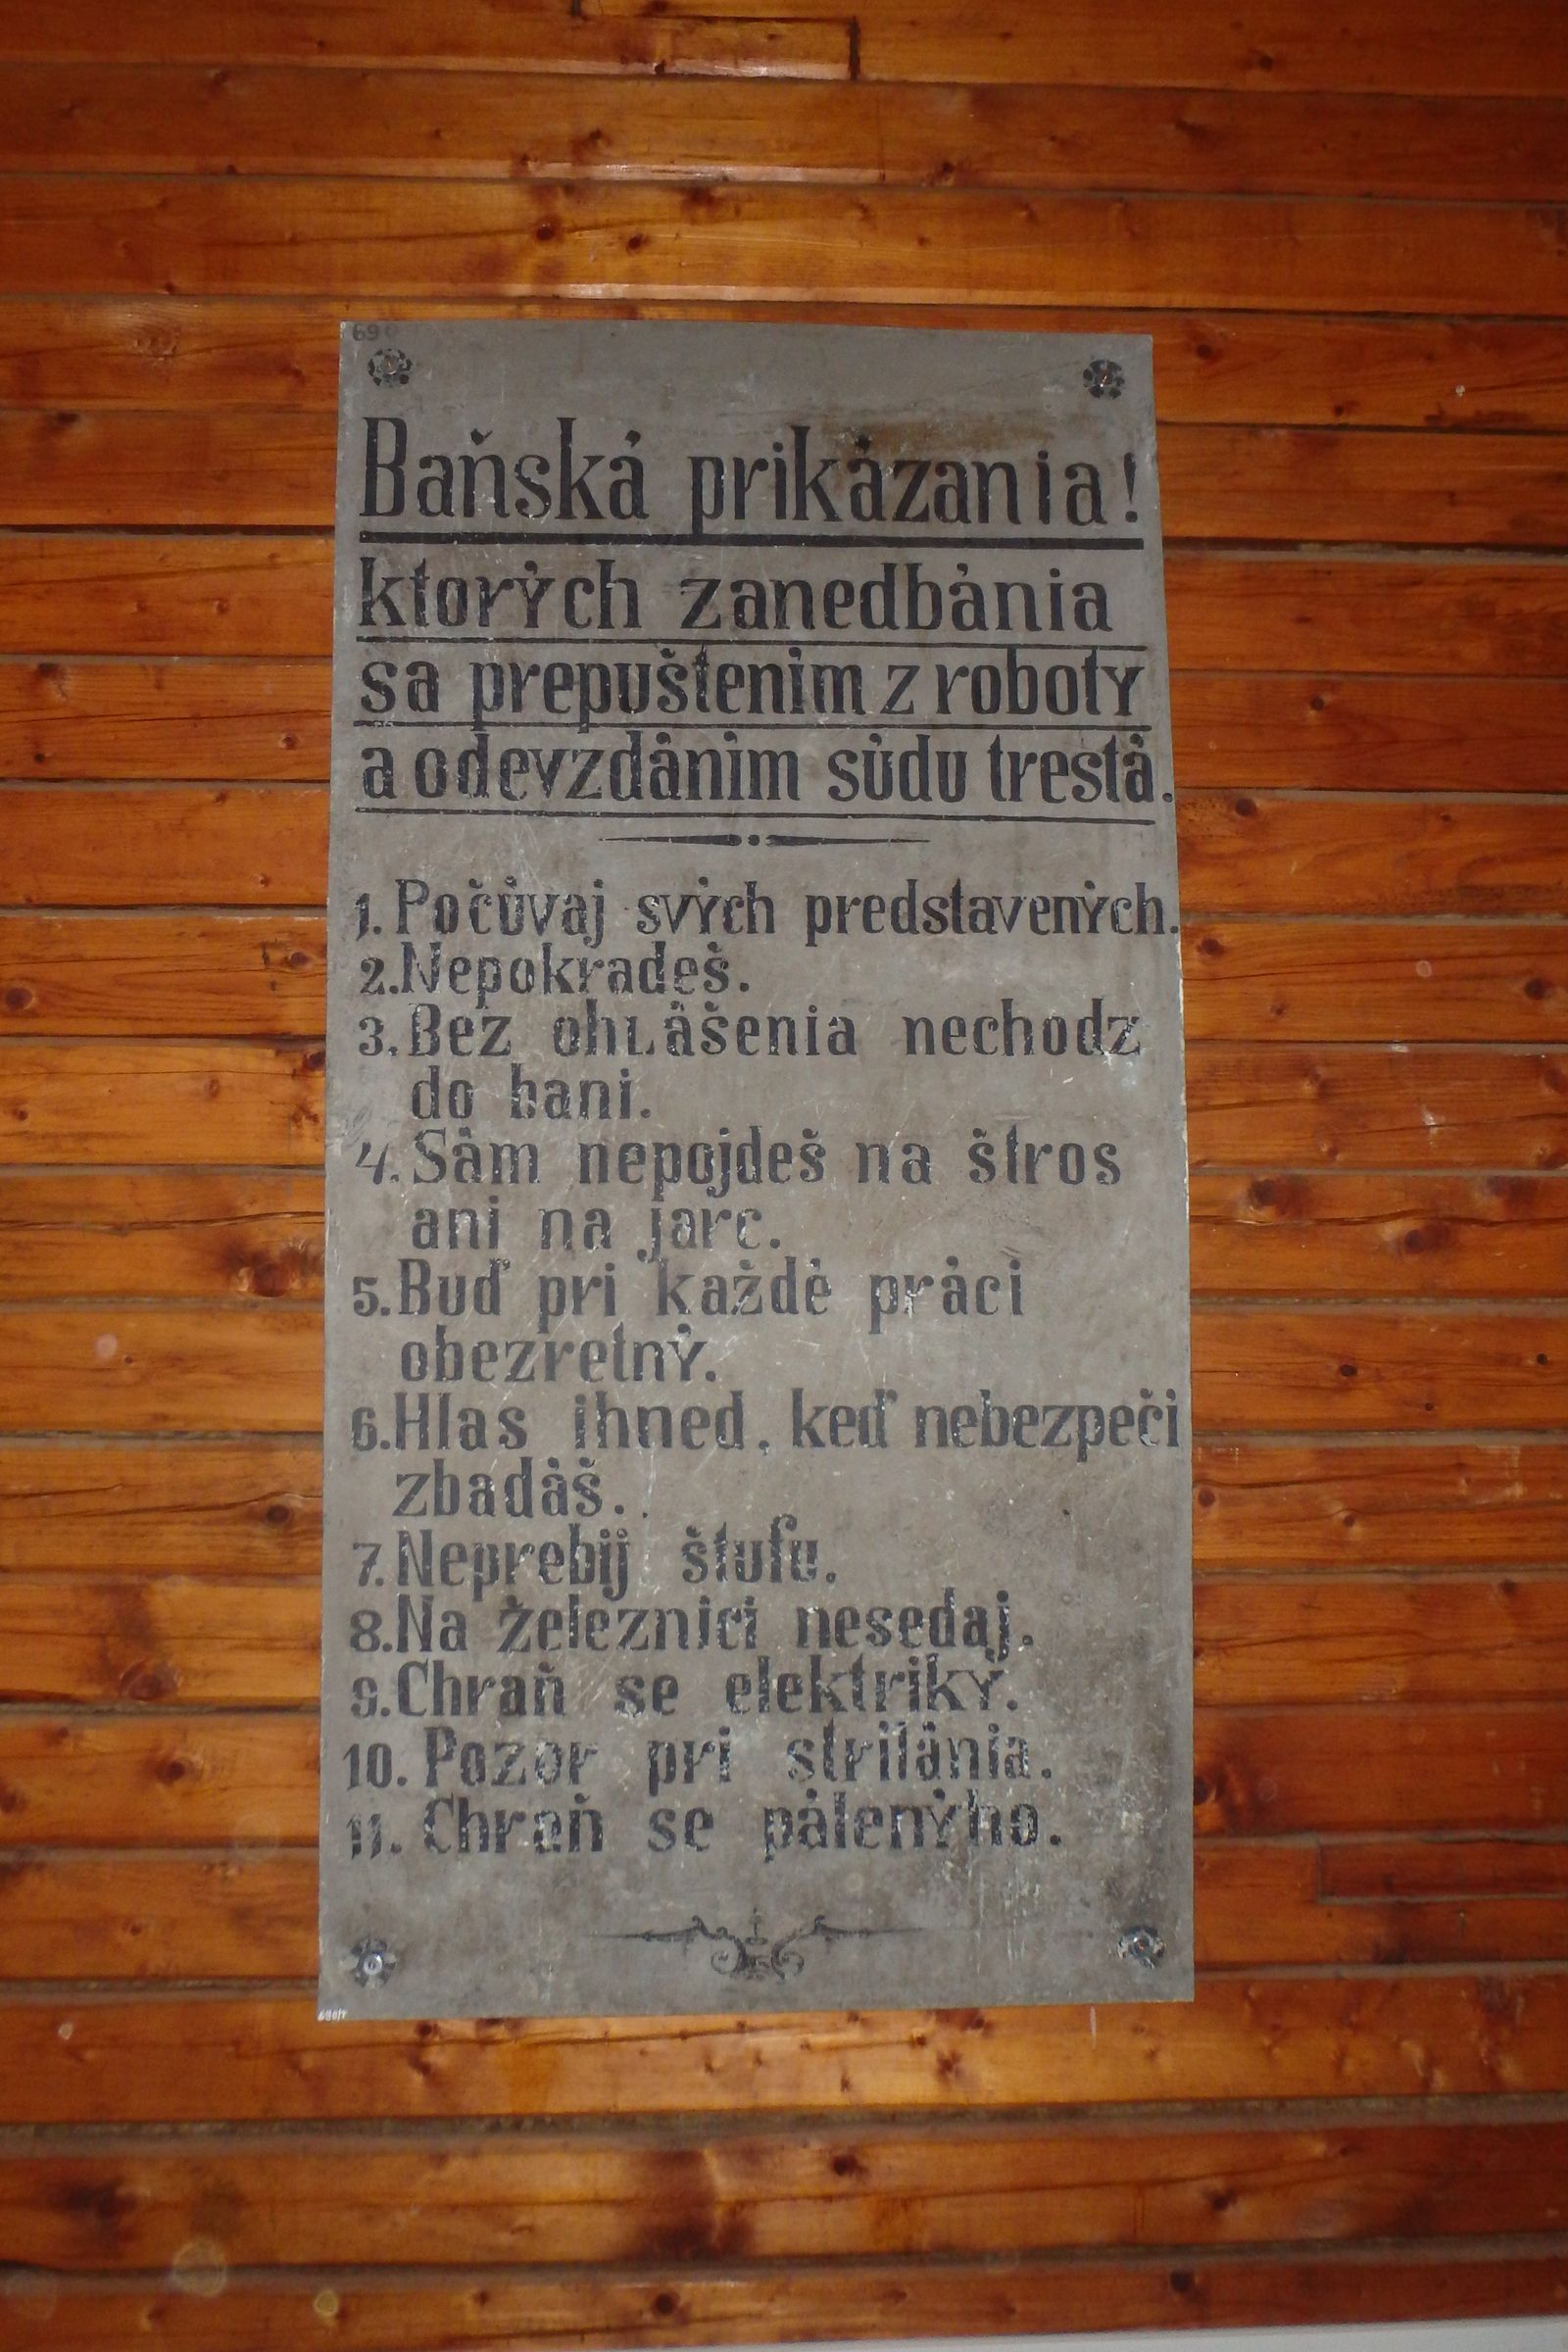 69
Baňská prikázania!
ktorých zanedbánia
sa prepuštením z roboty
a odevzdáním súdu trestá.
1. Počúvaj svých predstavených.
2. Nepokradeš.
3. Bez ohlášenia nechodz
do bani.
4. Sám nepojdeš na štros
ani na jarc.
5. Buď pri každé práci
obezretný.
6. Hlas ihned, keď nebezpečí
zbadáš.
7. Neprebij štufu.
8. Na železnici nesedaj.
9. Chraň se elektriky.
10. Pozor pri strilánia.
11. Chraň se pálenýho.